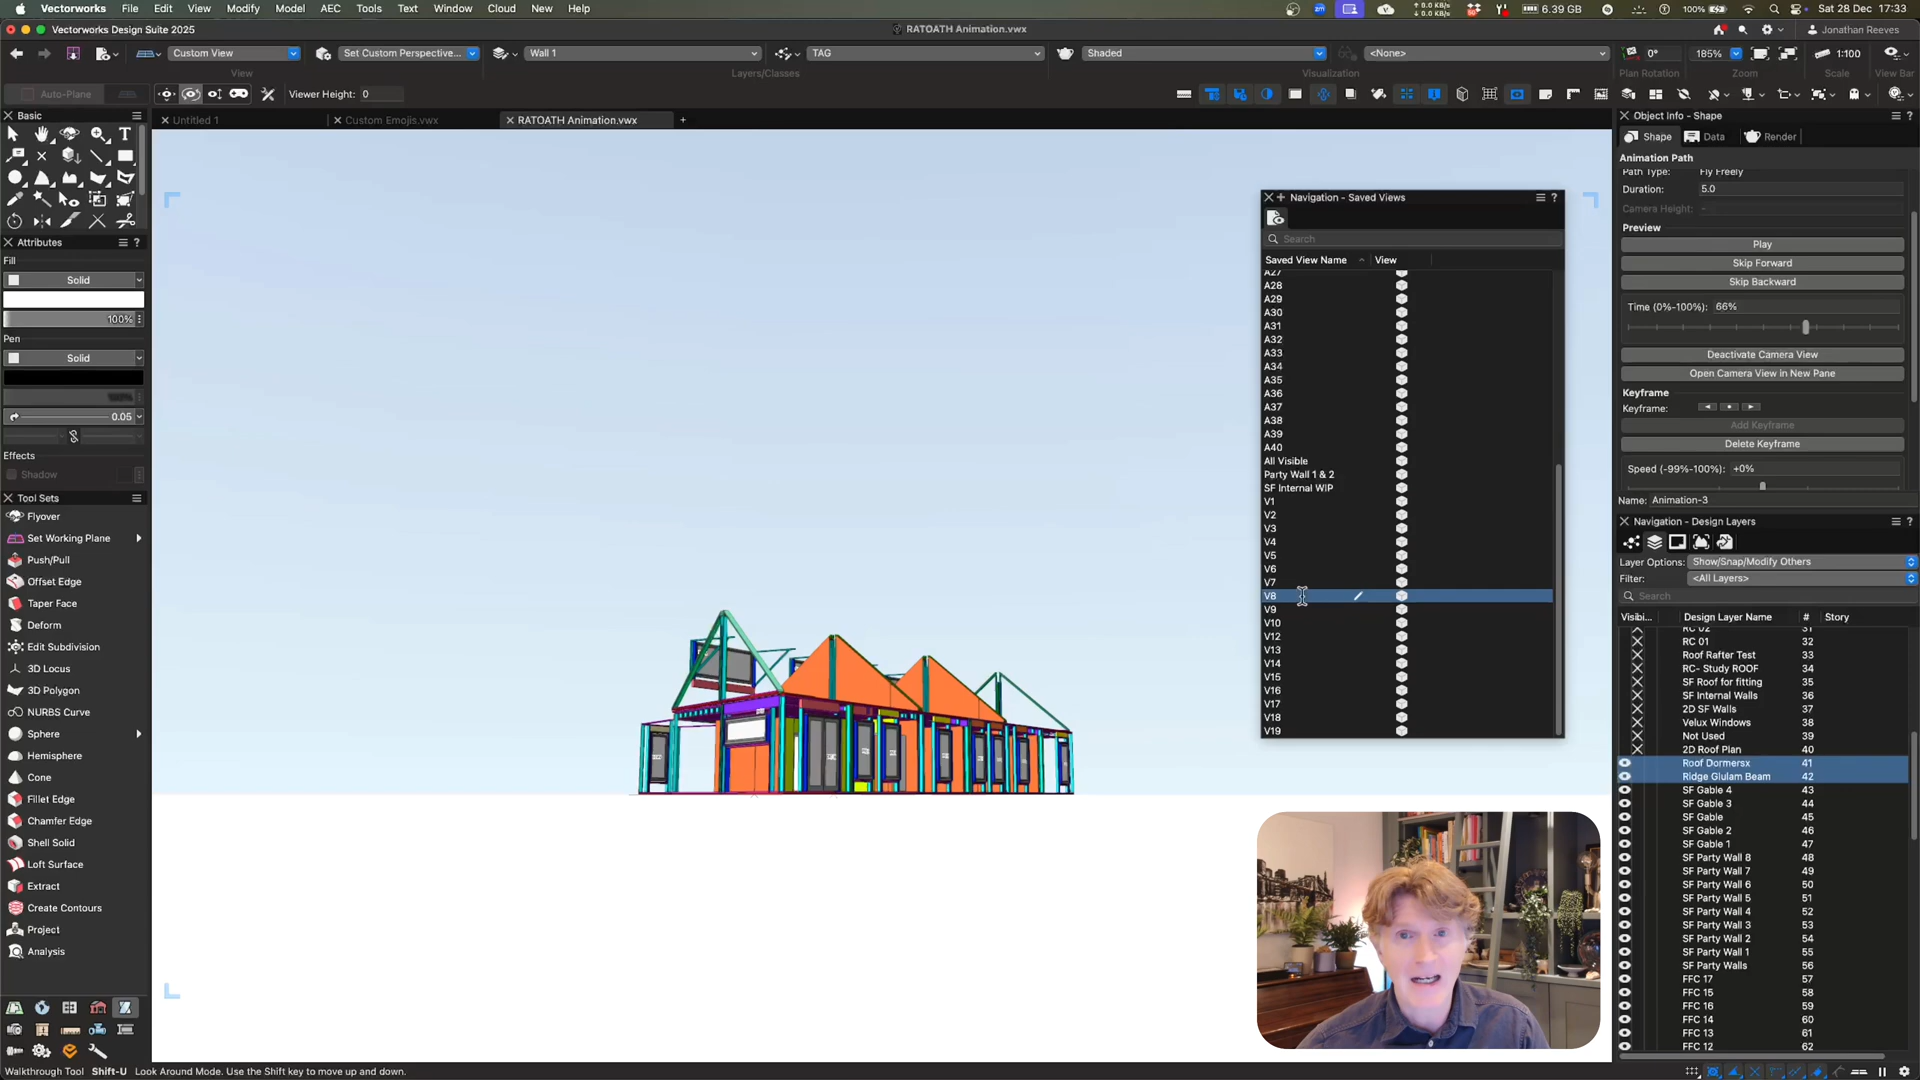 Vectorworks File Edit View Modify Model AEC Tools Text Window Cloud New Help
0.0 KB/s
0.0 KB/s
6.39 GB 100% Sat 28 Dec 17:33
Vectorworks Design Suite 2025
RATOATH Animation.vwx
Jonathan Reeves
Custom View Set Custom Perspective... Wall 1 TAG Shaded <None> 0° 185% 1:100
View Layers/Classes Visualization Plan Rotation Zoom Scale View Bar
Auto-Plane Viewer Height: 0
Untitled 1 Custom Emojis.vwx RATOATH Animation.vwx +
Basic
Attributes
Fill
Solid
100%
Pen
Solid
100%
0.05
Effects
Shadow
Tool Sets
Flyover
Set Working Plane
Push/Pull
Offset Edge
Taper Face
Deform
Edit Subdivision
3D Locus
3D Polygon
NURBS Curve
Sphere
Hemisphere
Cone
Fillet Edge
Chamfer Edge
Shell Solid
Loft Surface
Extract
Create Contours
Project
Analysis
Navigation - Saved Views
Search
Saved View Name View
A27
A28
A29
A30
A31
A32
A33
A34
A35
A36
A37
A38
A39
A40
All Visible
Party Wall 1 & 2
SF Internal WIP
V1
V2
V3
V4
V5
V6
V7
V8
V9
V10
V12
V13
V14
V15
V16
V17
V18
V19
Object Info - Shape
Shape Data Render
Animation Path
Path Type: Fly Freely
Duration: 5.0
Camera Height: -
Preview
Play
Skip Forward
Skip Backward
Time (0%-100%): 66%
Deactivate Camera View
Open Camera View in New Pane
Keyframe
Keyframe:
Add Keyframe
Delete Keyframe
Speed (-99%-100%): +0%
Name: Animation-3
Navigation - Design Layers
Layer Options: Show/Snap/Modify Others
Filter: <All Layers>
Search
Visibi... Design Layer Name # Story
RC 02 31
RC 01 32
Roof Rafter Test 33
RC- Study ROOF 34
SF Roof for fitting 35
SF Internal Walls 36
2D SF Walls 37
Velux Windows 38
Not Used 39
2D Roof Plan 40
Roof Dormersx 41
Ridge Glulam Beam 42
SF Gable 4 43
SF Gable 3 44
SF Gable 45
SF Gable 2 46
SF Gable 1 47
SF Party Wall 8 48
SF Party Wall 7 49
SF Party Wall 6 50
SF Party Wall 5 51
SF Party Wall 4 52
SF Party Wall 3 53
SF Party Wall 2 54
SF Party Wall 1 55
SF Party Walls 56
FFC 17 57
FFC 15 58
FFC 16 59
FFC 14 60
FFC 13 61
FFC 12 62
Walkthrough Tool Shift-U Look Around Mode. Use the Shift key to move up and down.